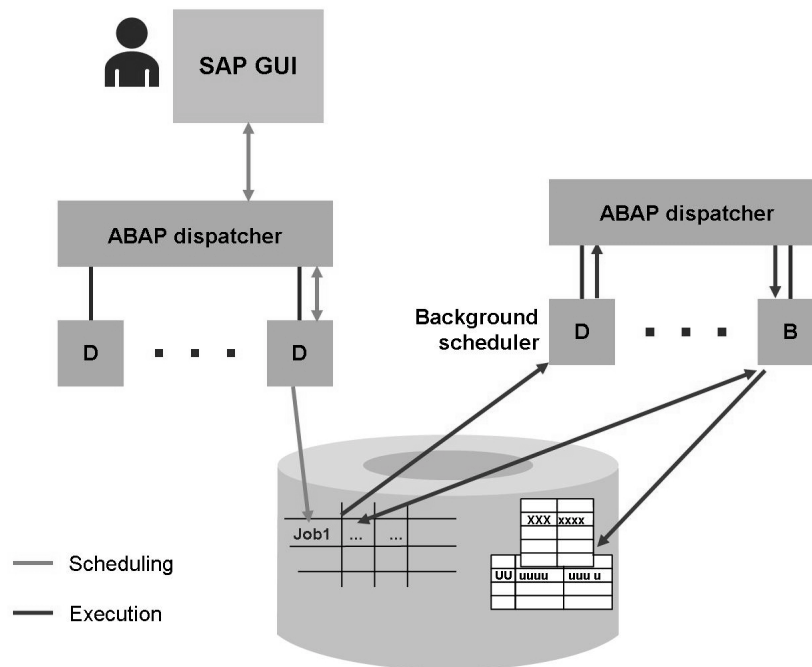 SAP GUI
ABAP dispatcher
ABAP dispatcher
D
D
Background
scheduler
D
B
Job1 ... ...
XXX xxxx
UU uuuu uuu u
Scheduling
Execution